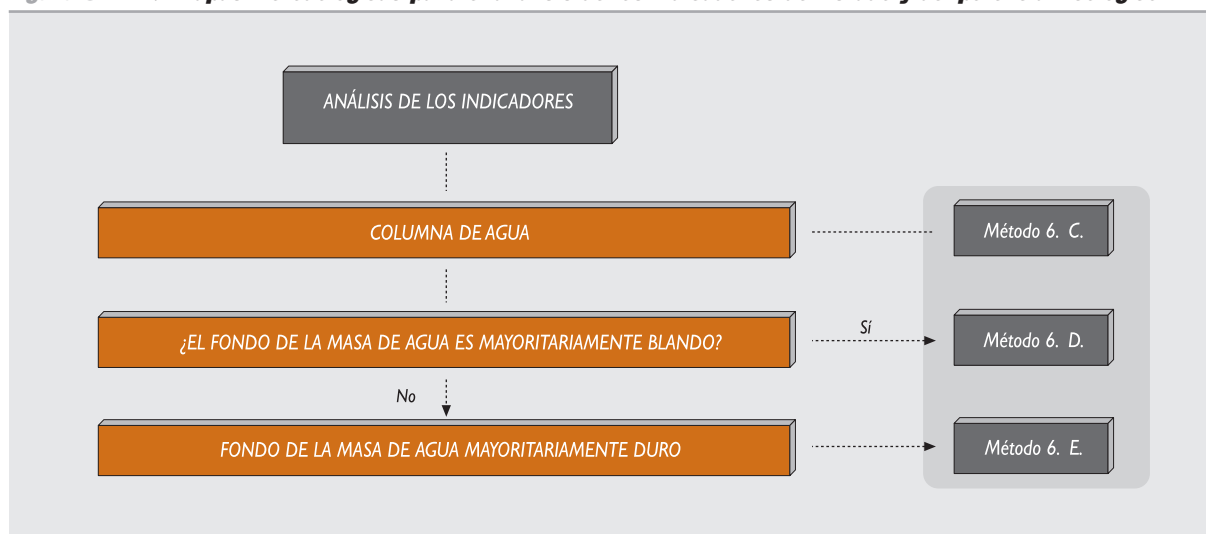 ANÁLISIS DE LOS INDICADORES
COLUMNA DE AGUA
Método 6. C.
¿EL FONDO DE LA MASA DE AGUA ES MAYORITARIAMENTE BLANDO?
Sí
Método 6. D.
No
FONDO DE LA MASA DE AGUA MAYORITARIAMENTE DURO
Método 6. E.